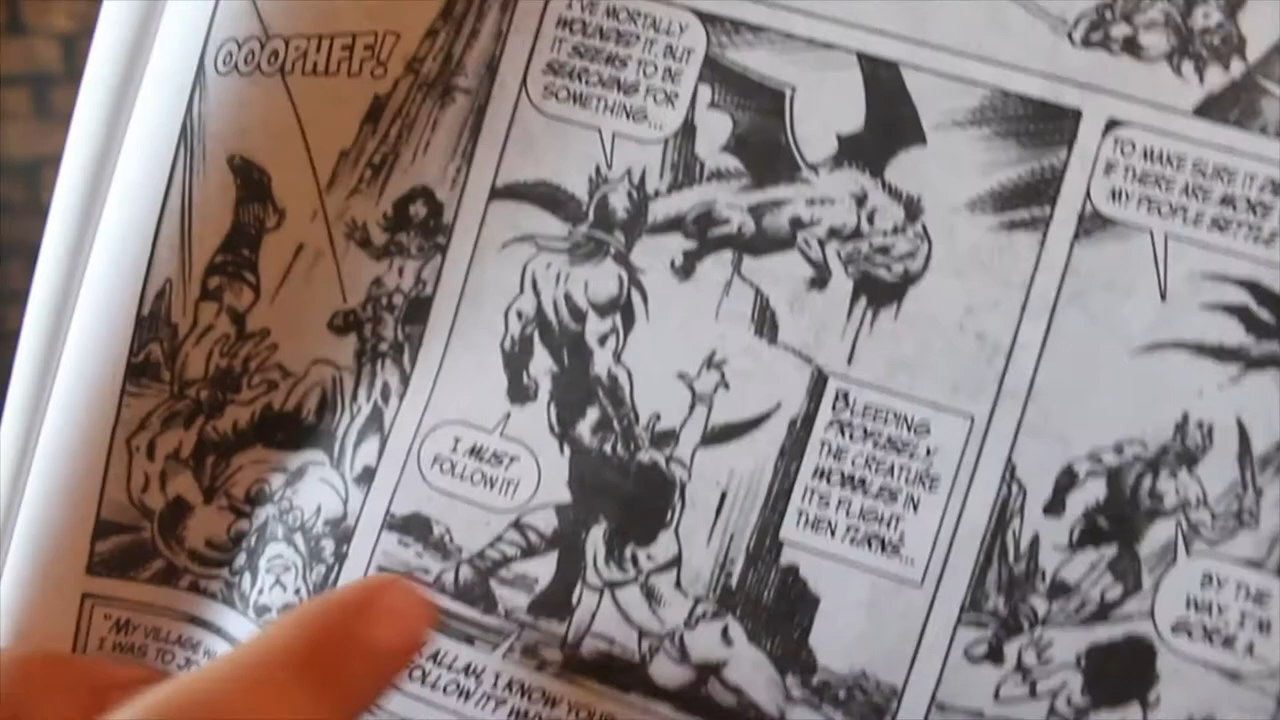 OOOPHFF!
I'VE MORTALLY
WOUNDED IT, BUT
IT SEEMS TO BE
SEARCHING FOR
SOMETHING...
I MUST
FOLLOW IT!
BLEEDING
PROFUSELY
THE CREATURE
WOBBLES IN
ITS FLIGHT,
THEN TURNS...
TO MAKE SURE IT
IF THERE ARE MORE
MY PEOPLE SETTLE
BY THE
WAY, I'M
"MY VILLAGE
I WAS TO
ALLAH, I KNOW YOUR
FOLLOW IT?